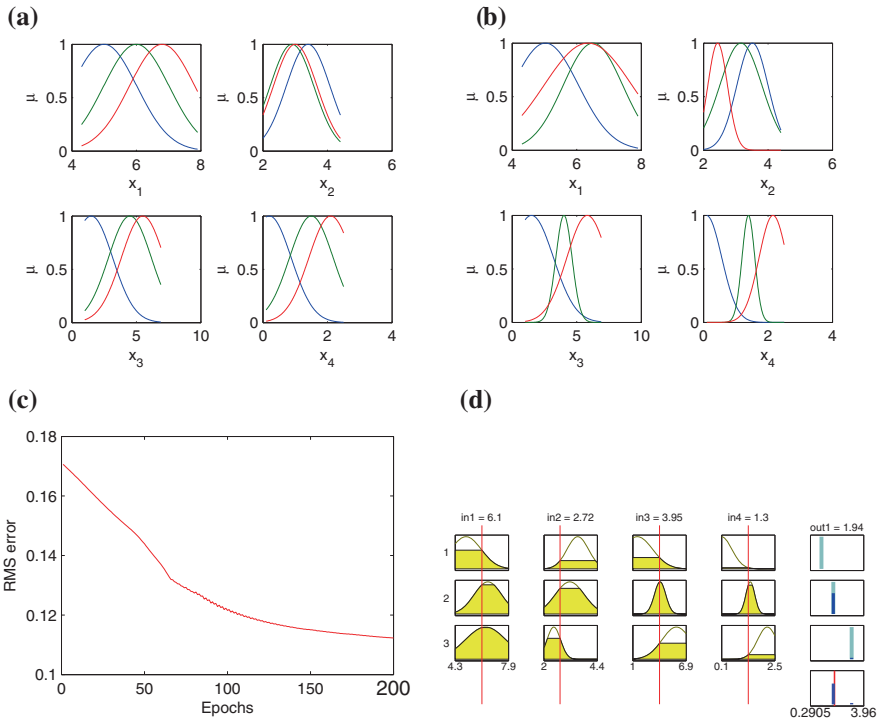 (a)
(b)
1
0.5
0
μ
4
6
8
x1
1
0.5
0
μ
2
4
6
x2
1
0.5
0
μ
4
6
8
x1
1
0.5
0
μ
2
4
6
x2
1
0.5
0
μ
0
5
10
x3
1
0.5
0
μ
0
2
4
x4
1
0.5
0
μ
0
5
10
x3
1
0.5
0
μ
0
2
4
x4
(c)
0.18
0.16
0.14
0.12
0.1
RMS error
0
50
100
150
200
Epochs
(d)
in1 = 6.1
in2 = 2.72
in3 = 3.95
in4 = 1.3
out1 = 1.94
1
2
3
4.3
7.9
2
4.4
1
6.9
0.1
2.5
0.2905
3.96